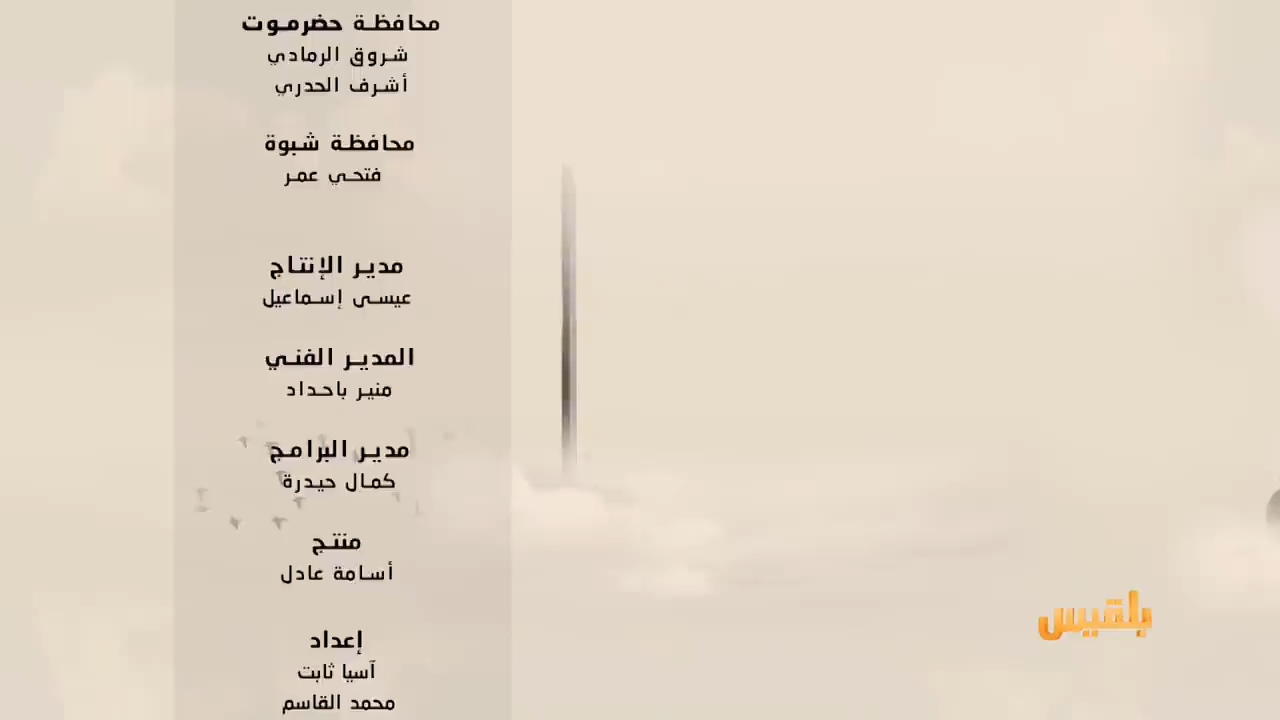 محافظة حضرموت
شروق الرمادي
أشرف الحدري
محافظة شبوة
فتحي عمر
مدير الإنتاج
عيسى إسماعيل
المدير الفني
منير باحداد
مدير البرامج
كمال حيدرة
منتج
أسامة عادل
إعداد
آسيا ثابت
محمد القاسم
بلقيس